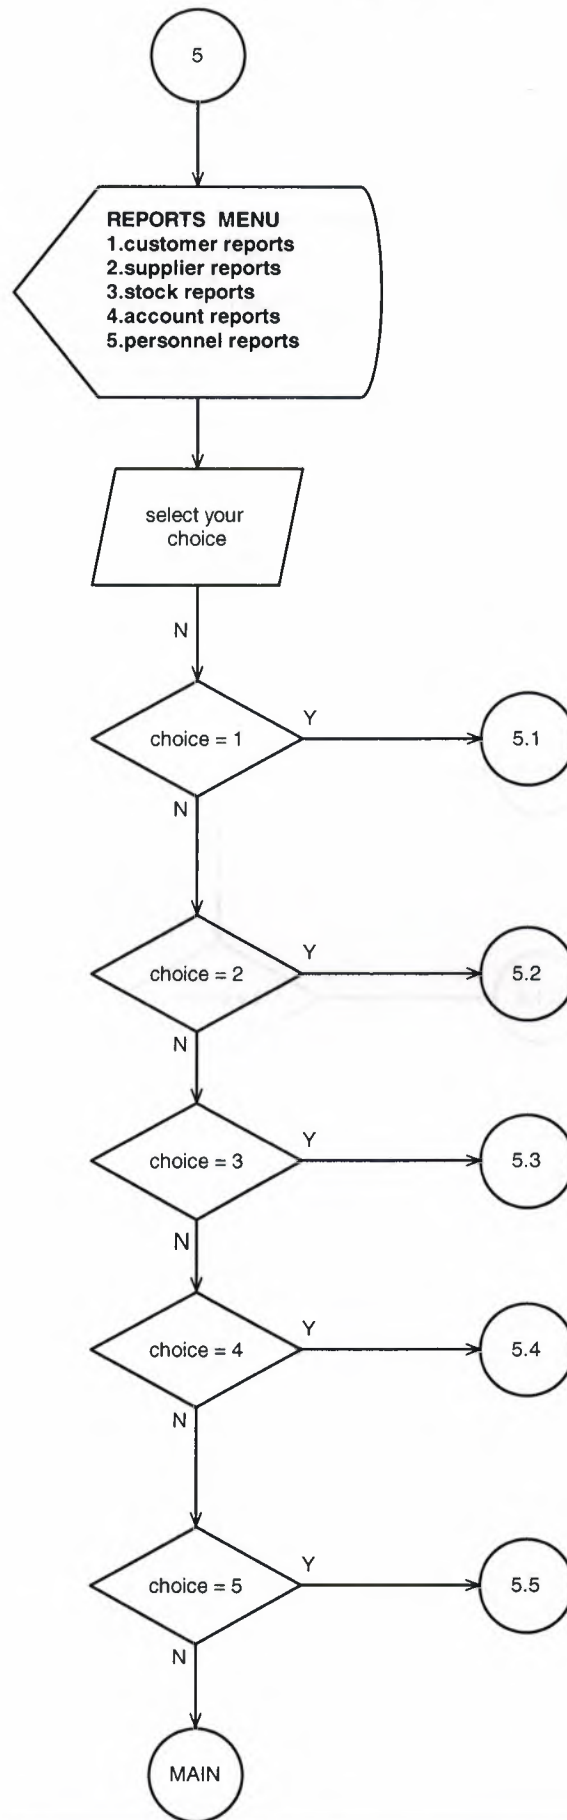 5
REPORTS MENU
1.customer reports
2.supplier reports
3.stock reports
4.account reports
5.personnel reports
select your
choice
N
choice = 1
Y
5.1
N
choice = 2
Y
5.2
N
choice = 3
Y
5.3
N
choice = 4
Y
5.4
N
choice = 5
Y
5.5
N
MAIN